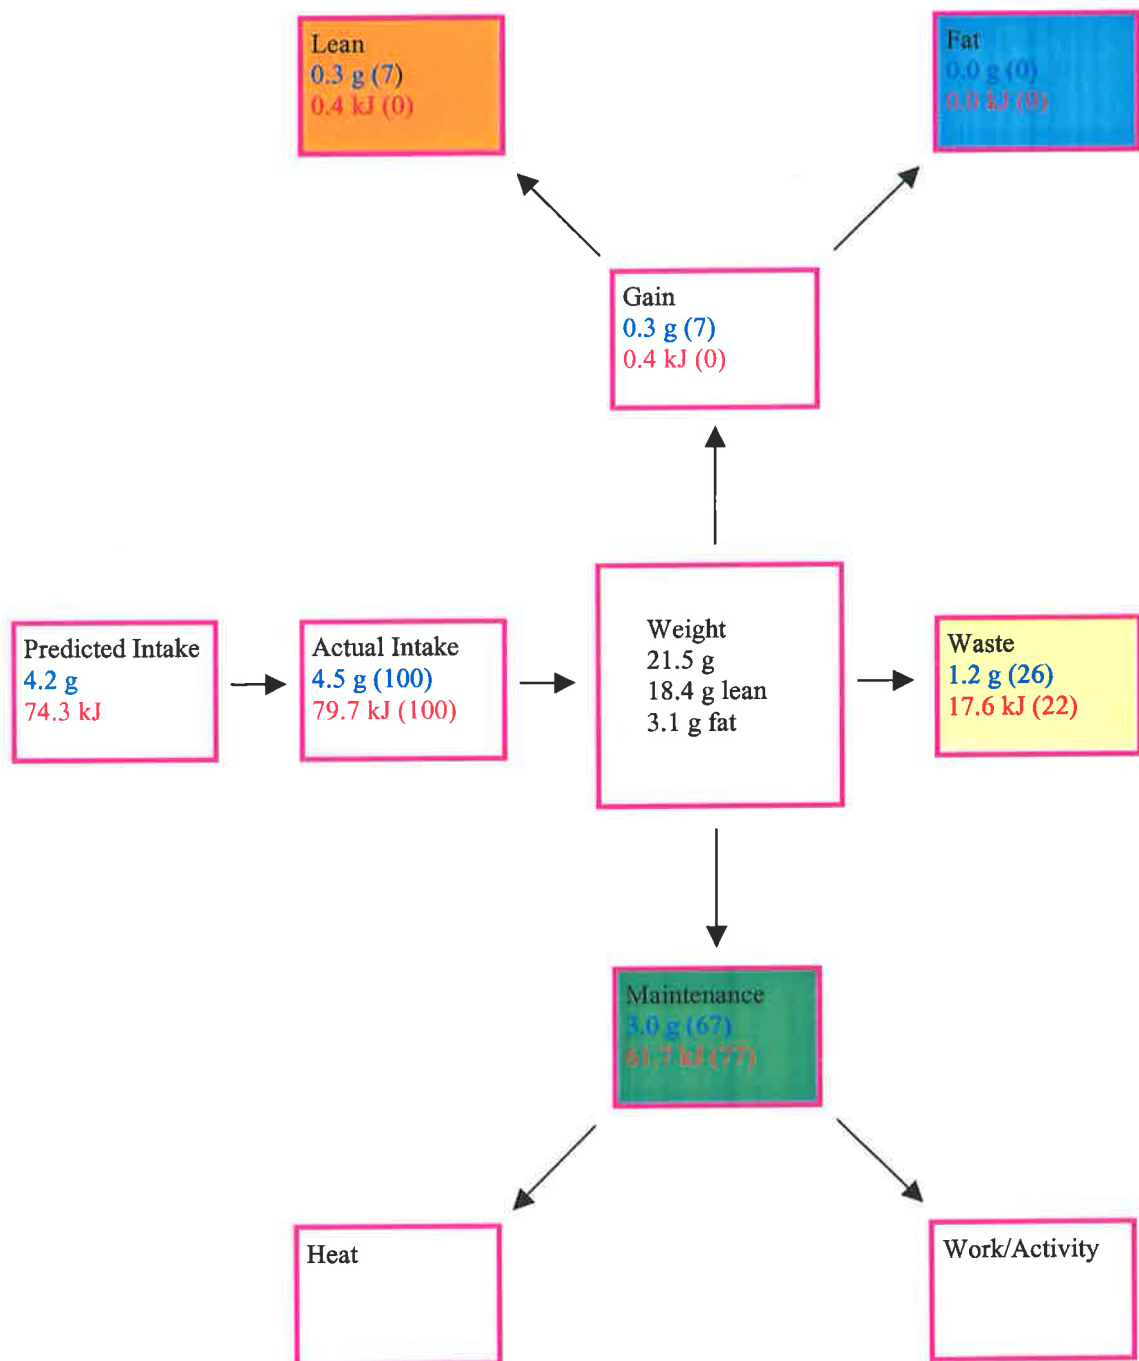 Lean
0.3 g (7)
0.4 kJ (0)
Fat
0.0 g (0)
0.0 kJ (0)
Gain
0.3 g (7)
0.4 kJ (0)
Predicted Intake
4.2 g
74.3 kJ
Actual Intake
4.5 g (100)
79.7 kJ (100)
Weight
21.5 g
18.4 g lean
3.1 g fat
Waste
1.2 g (26)
17.6 kJ (22)
Maintenance
3.0 g (67)
61.7 kJ (77)
Heat
Work/Activity